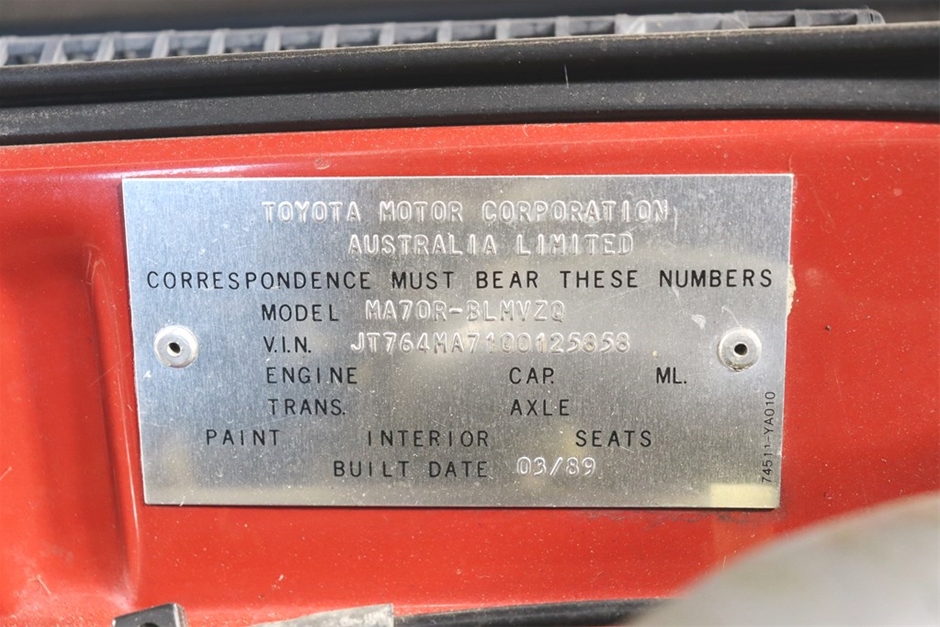 TOYOTA MOTOR CORPORATION
AUSTRALIA LIMITED
CORRESPONDENCE MUST BEAR THESE NUMBERS
MODEL MA70R-BLMVZQ
V.I.N. JT764MA7100125858
ENGINE CAP. ML.
TRANS. AXLE
PAINT INTERIOR SEATS
BUILT DATE 03/89
74511-YA010